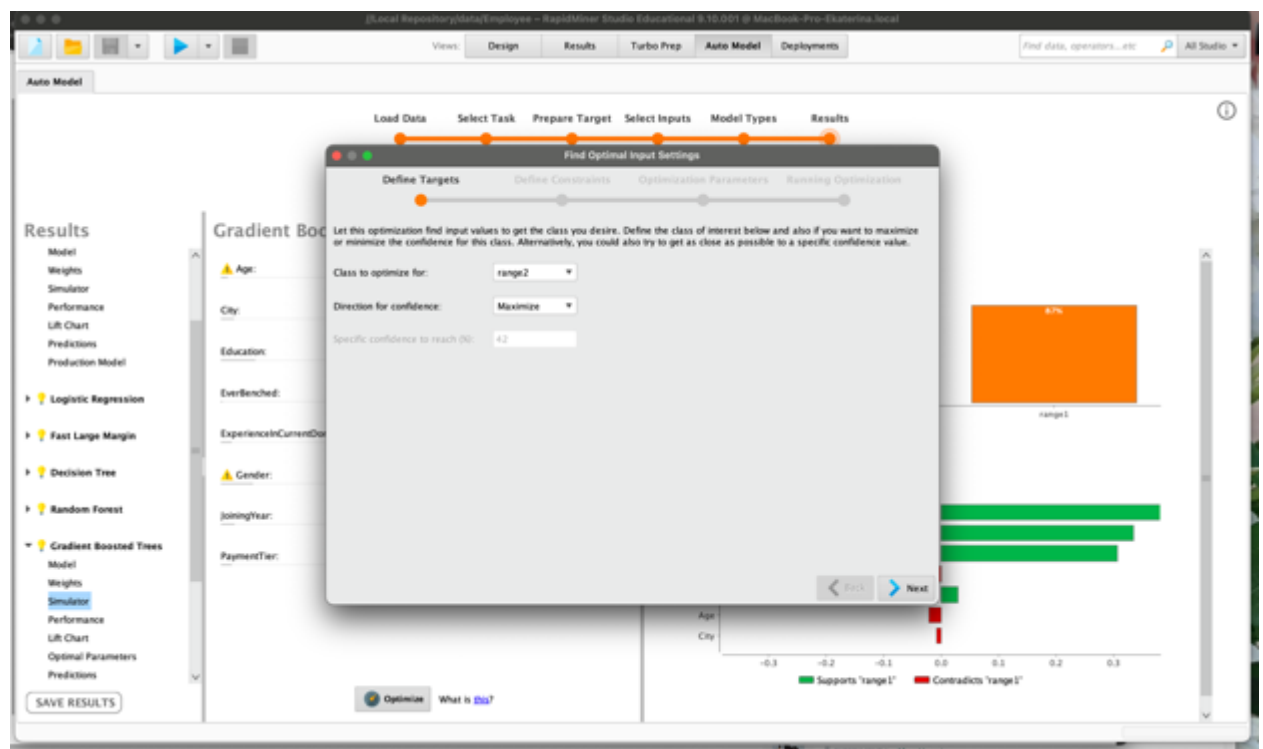 //Local Repository/data/Employee – RapidMiner Studio Educational 9.10.001 @ MacBook-Pro-Ekaterina.local
Views: Design Results Turbo Prep Auto Model Deployments Find data, operators...etc All Studio
Auto Model
Load Data Select Task Prepare Target Select Inputs Model Types Results
Find Optimal Input Settings
Define Targets Define Constraints Optimization Parameters Running Optimization
Let this optimization find input values to get the class you desire. Define the class of interest below and also if you want to maximize
or minimize the confidence for this class. Alternatively, you could also try to get as close as possible to a specific confidence value.
Class to optimize for: range2
Direction for confidence: Maximize
Specific confidence to reach (%): 42
Back Next
Results
Model
Weights
Simulator
Performance
Lift Chart
Predictions
Production Model
Logistic Regression
Fast Large Margin
Decision Tree
Random Forest
Gradient Boosted Trees
Model
Weights
Simulator
Performance
Lift Chart
Optimal Parameters
Predictions
SAVE RESULTS
Gradient Boo
Age:
City:
Education:
EverBenched:
ExperienceInCurrentDo
Gender:
JoiningYear:
PaymentTier:
Optimize What is this?
87%
range1
Age
City
-0.3 -0.2 -0.1 0.0 0.1 0.2 0.3
Supports "range1" Contradicts "range1"